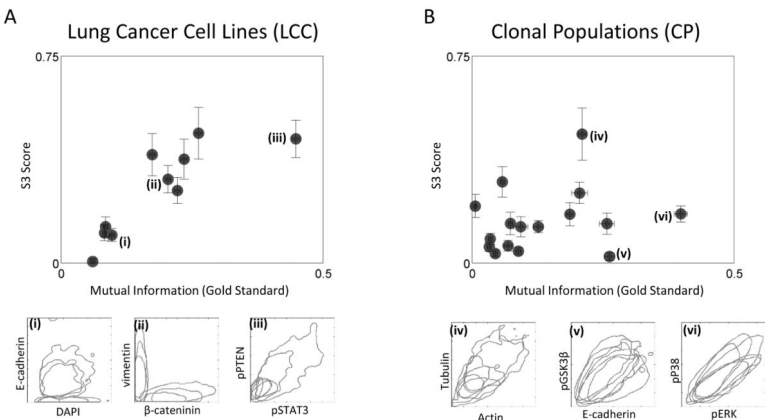 A
Lung Cancer Cell Lines (LCC)
0.75
S3 Score
(iii)
(ii)
(i)
0
0
0.5
Mutual Information (Gold Standard)
(i)
E-cadherin
DAPI
(ii)
vimentin
β-cateninin
(iii)
pPTEN
pSTAT3
B
Clonal Populations (CP)
0.75
S3 Score
(iv)
(vi)
(v)
0
0
0.5
Mutual Information (Gold Standard)
(iv)
Tubulin
Actin
(v)
pGSK3β
E-cadherin
(vi)
pP38
pERK